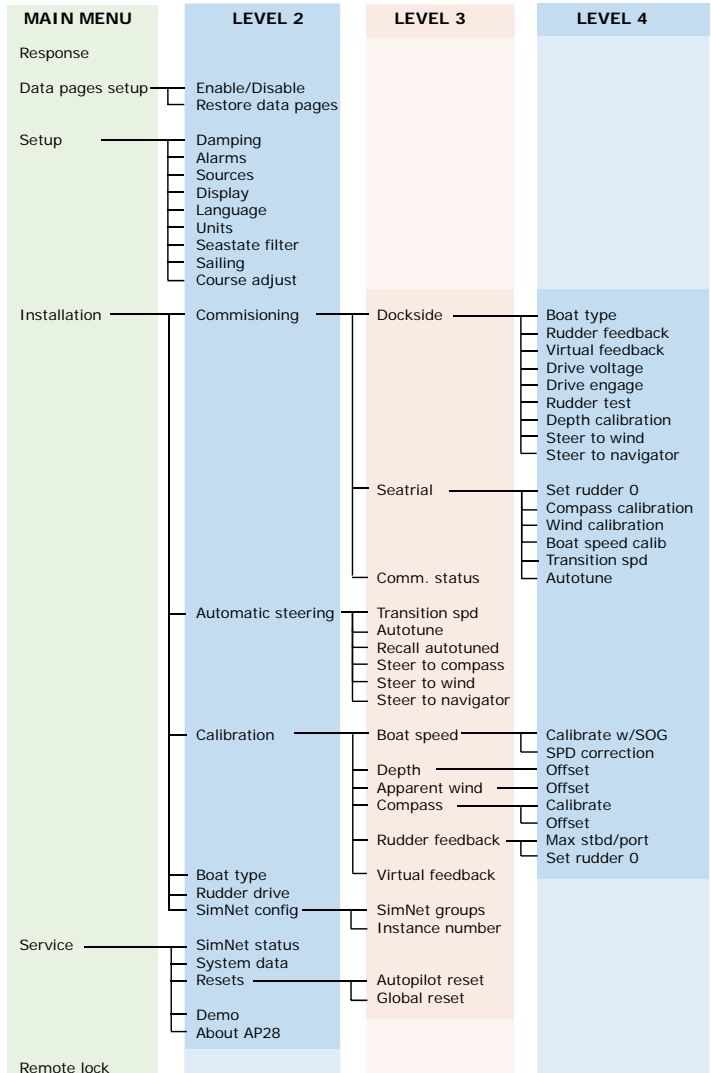 MAIN MENU LEVEL 2 LEVEL 3 LEVEL 4
Response
Data pages setup Enable/Disable
Restore data pages
Setup Damping
Alarms
Sources
Display
Language
Units
Seastate filter
Sailing
Course adjust
Installation Commisioning Dockside Boat type
Rudder feedback
Virtual feedback
Drive voltage
Drive engage
Rudder test
Depth calibration
Steer to wind
Steer to navigator
Seatrial Set rudder 0
Compass calibration
Wind calibration
Boat speed calib
Transition spd
Comm. status Autotune
Automatic steering Transition spd
Autotune
Recall autotuned
Steer to compass
Steer to wind
Steer to navigator
Calibration Boat speed Calibrate w/SOG
SPD correction
Depth Offset
Apparent wind Offset
Compass Calibrate
Offset
Rudder feedback Max stbd/port
Set rudder 0
Boat type Virtual feedback
Rudder drive
SimNet config SimNet groups
Instance number
Service SimNet status
System data
Resets Autopilot reset
Global reset
Demo
About AP28
Remote lock